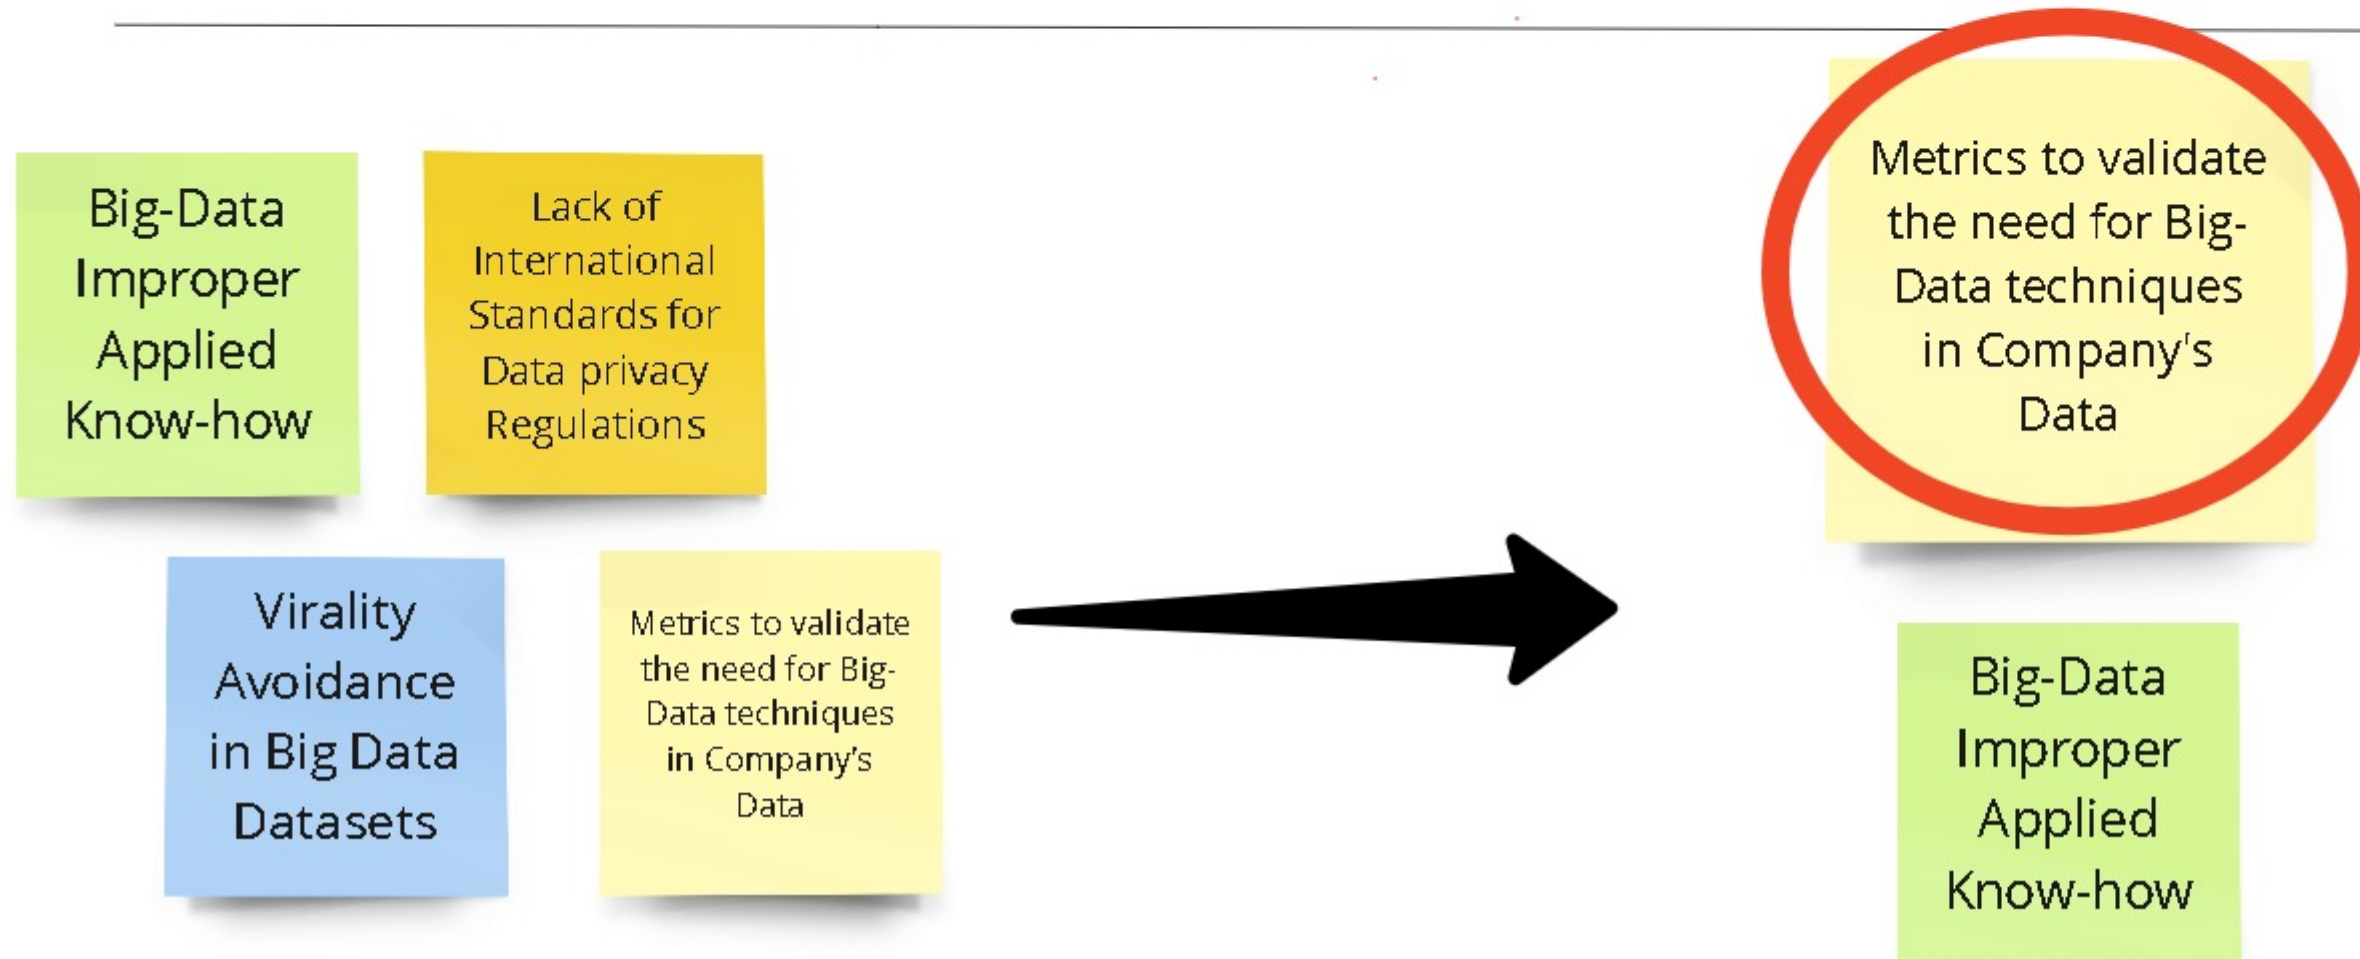 Big-Data
Improper
Applied
Know-how
Lack of
International
Standards for
Data privacy
Regulations
Virality
Avoidance
in Big Data
Datasets
Metrics to validate
the need for Big-
Data techniques
in Company's
Data
Metrics to validate
the need for Big-
Data techniques
in Company's
Data
Big-Data
Improper
Applied
Know-how